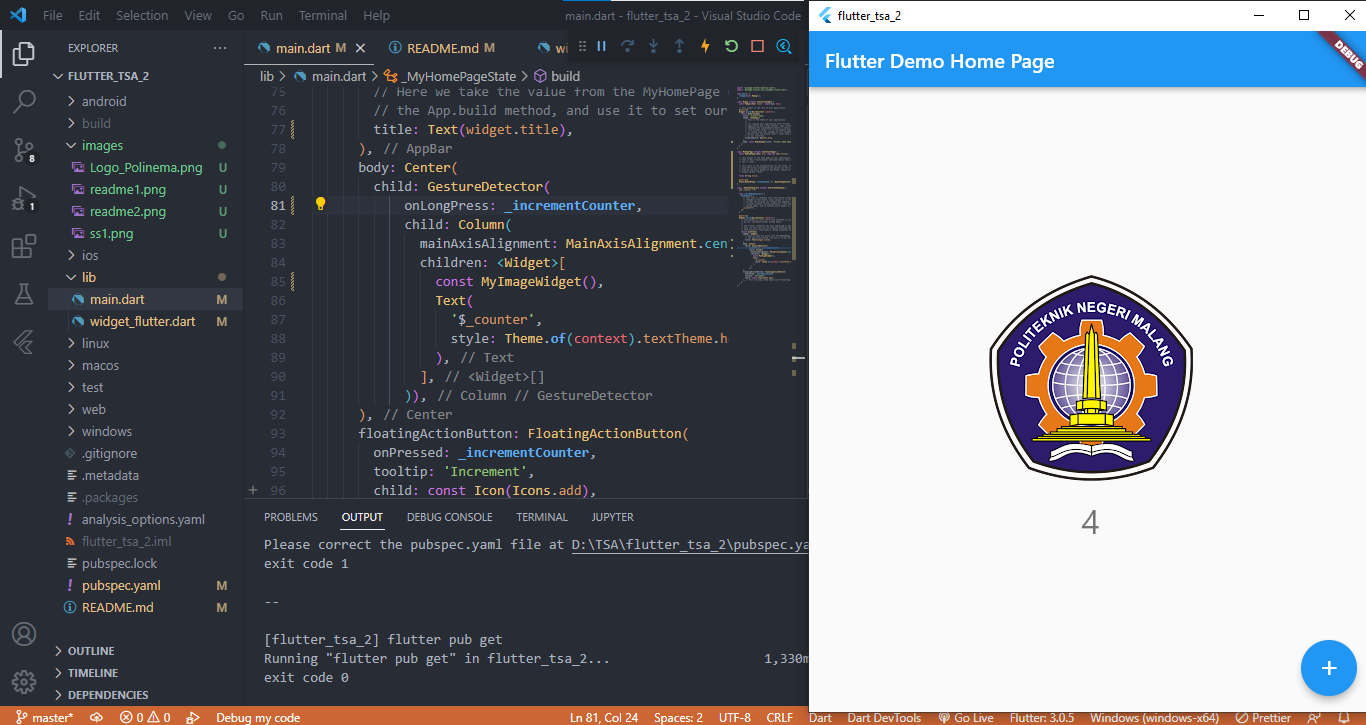 File Edit Selection View Go Run Terminal Help
main.dart - flutter_tsa_2 - Visual Studio Code
EXPLORER
FLUTTER_TSA_2
android
build
images
Logo_Polinema.png U
readme1.png U
readme2.png U
ss1.png U
ios
lib
main.dart M
widget_flutter.dart M
linux
macos
test
web
windows
.gitignore
.metadata
.packages
analysis_options.yaml
flutter_tsa_2.iml
pubspec.lock
pubspec.yaml M
README.md M
OUTLINE
TIMELINE
DEPENDENCIES
8
1
main.dart M
README.md M
wi
lib > main.dart > _MyHomePageState > build
75 // Here we take the value from the MyHomePage
76 // the App.build method, and use it to set our
77 title: Text(widget.title),
78 ), // AppBar
79 body: Center(
80 child: GestureDetector(
81 onLongPress: _incrementCounter,
82 child: Column(
83 mainAxisAlignment: MainAxisAlignment.cen
84 children: <Widget>[
85 const MyImageWidget(),
86 Text(
87 '$_counter',
88 style: Theme.of(context).textTheme.h
89 ), // Text
90 ], // <Widget>[]
91 )), // Column // GestureDetector
92 ), // Center
93 floatingActionButton: FloatingActionButton(
94 onPressed: _incrementCounter,
95 tooltip: 'Increment',
96 child: const Icon(Icons.add),
PROBLEMS OUTPUT DEBUG CONSOLE TERMINAL JUPYTER
Please correct the pubspec.yaml file at D:\TSA\flutter_tsa_2\pubspec.ya
exit code 1
--
[flutter_tsa_2] flutter pub get
Running "flutter pub get" in flutter_tsa_2... 1,330m
exit code 0
master* 0 0 Debug my code Ln 81, Col 24 Spaces: 2 UTF-8 CRLF Dart Dart DevTools Go Live Flutter: 3.0.5 Windows (windows-x64) Prettier
flutter_tsa_2
Flutter Demo Home Page
DEBUG
POLITEKNIK NEGERI MALANG
4